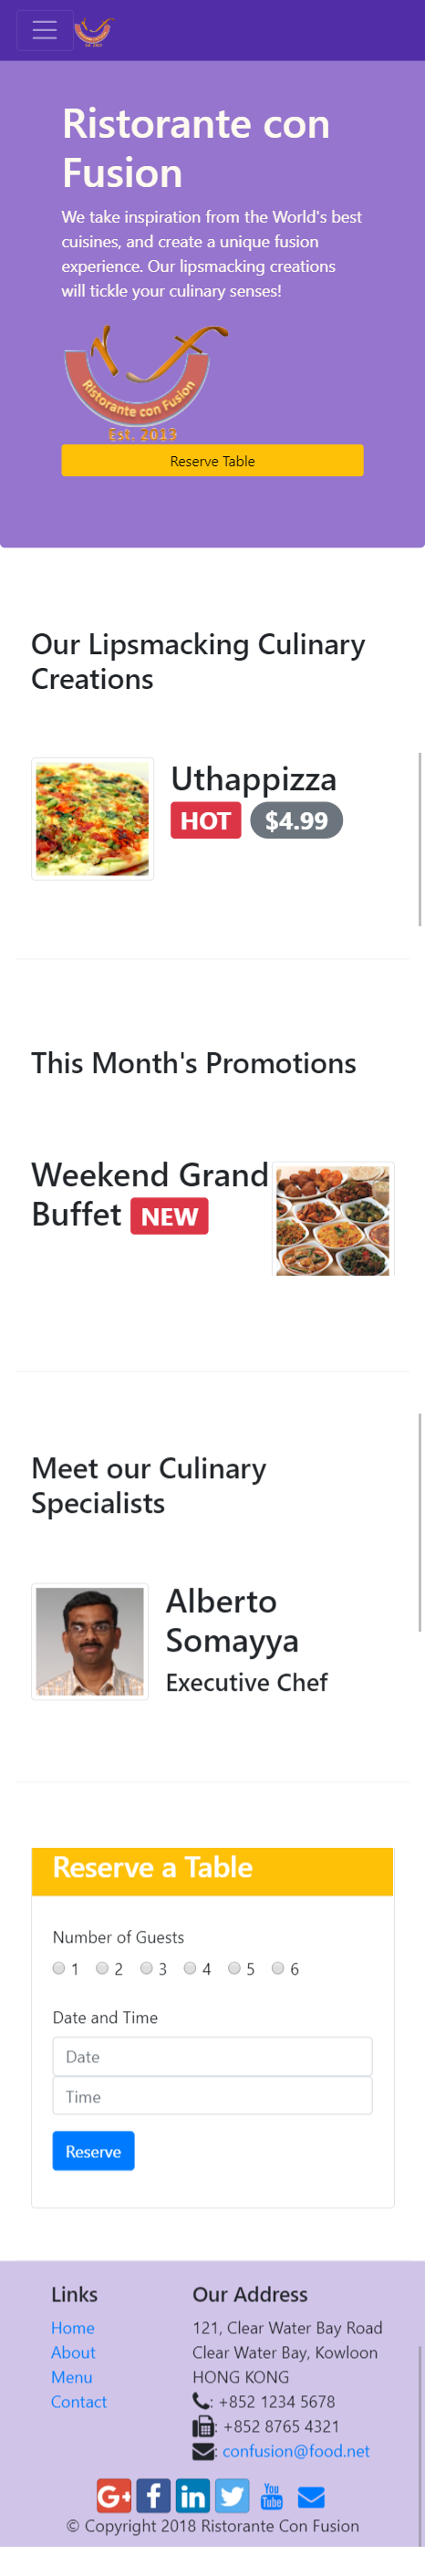 Est. 2019
Ristorante con
Fusion
We take inspiration from the World's best
cuisines, and create a unique fusion
experience. Our lipsmacking creations
will tickle your culinary senses!
Ristorante con Fusion
Est. 2019
Reserve Table
Our Lipsmacking Culinary
Creations
Uthappizza
HOT $4.99
This Month's Promotions
Weekend Grand
Buffet NEW
Meet our Culinary
Specialists
Alberto
Somayya
Executive Chef
Reserve a Table
Number of Guests
1 2 3 4 5 6
Date and Time
Date
Time
Reserve
Links
Home
About
Menu
Contact
Our Address
121, Clear Water Bay Road
Clear Water Bay, Kowloon
HONG KONG
: +852 1234 5678
: +852 8765 4321
: confusion@food.net
G+ f in You Tube
© Copyright 2018 Ristorante Con Fusion